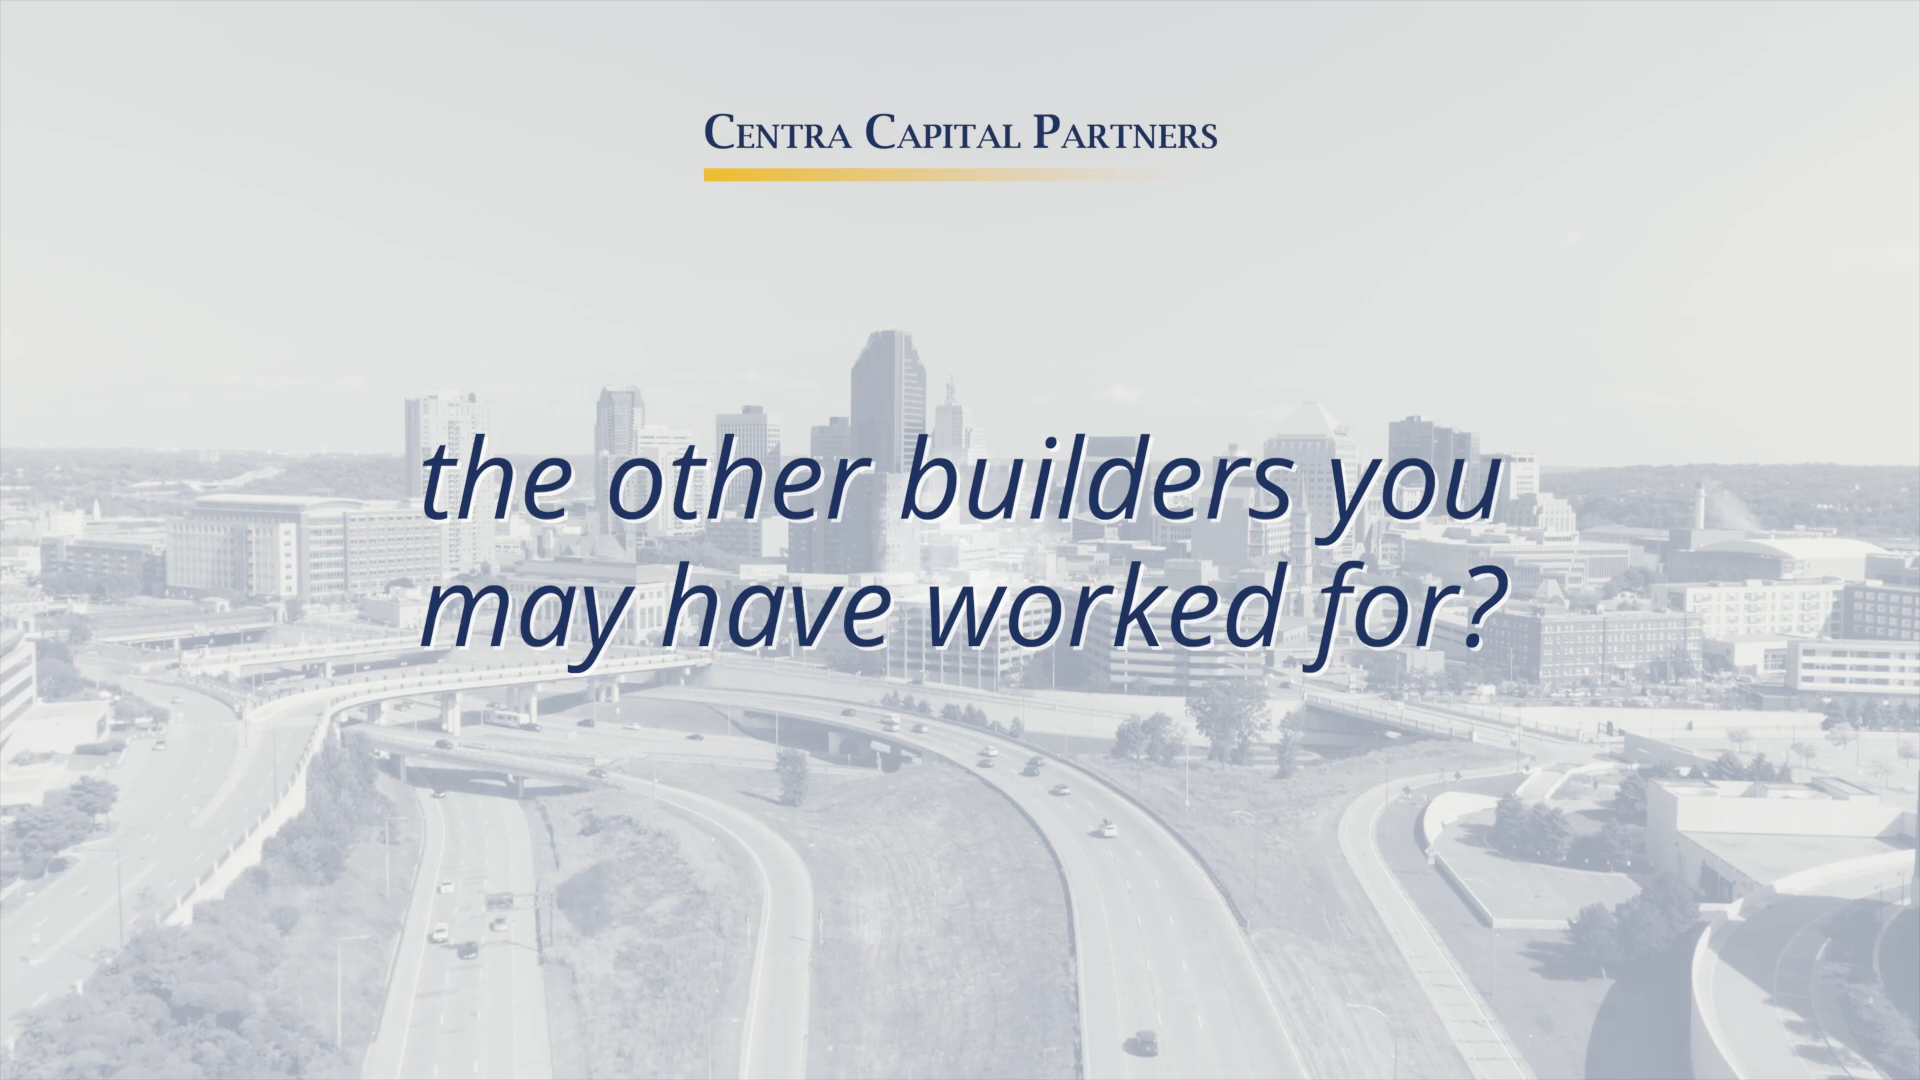 Centra Capital Partners
the other builders you
may have worked for?